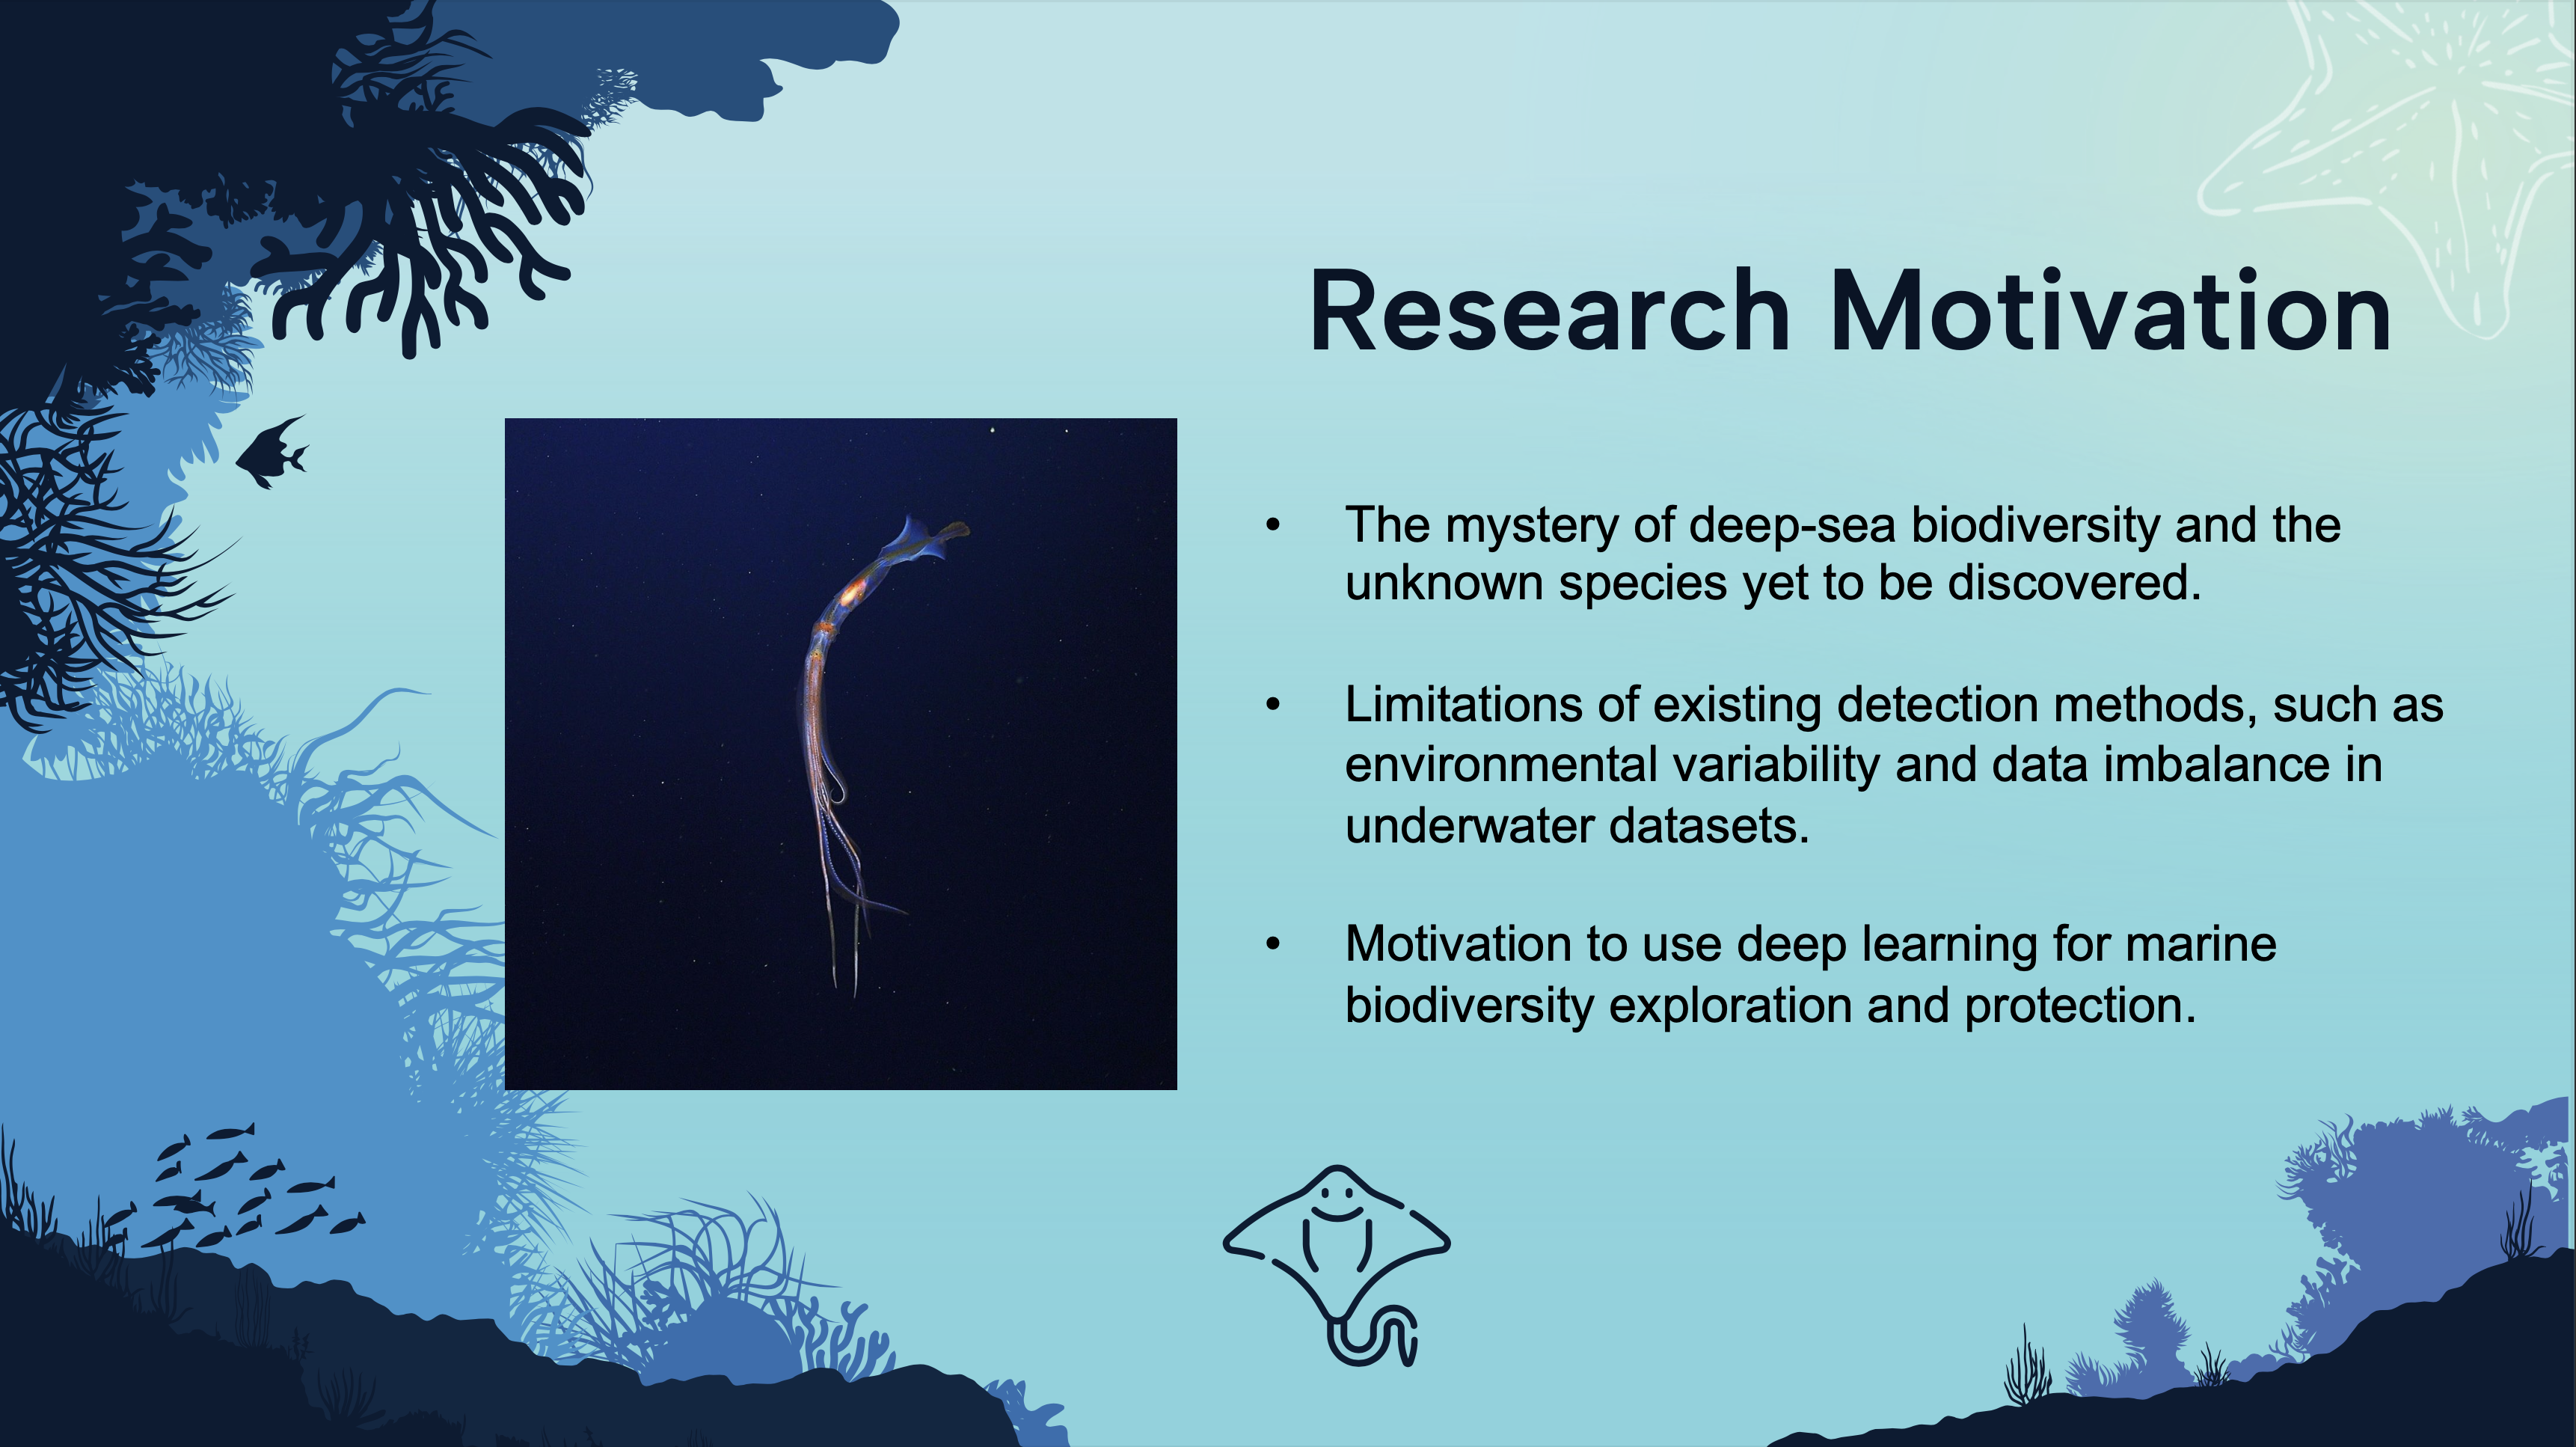 Research Motivation
• The mystery of deep-sea biodiversity and the
unknown species yet to be discovered.
• Limitations of existing detection methods, such as
environmental variability and data imbalance in
underwater datasets.
• Motivation to use deep learning for marine
biodiversity exploration and protection.